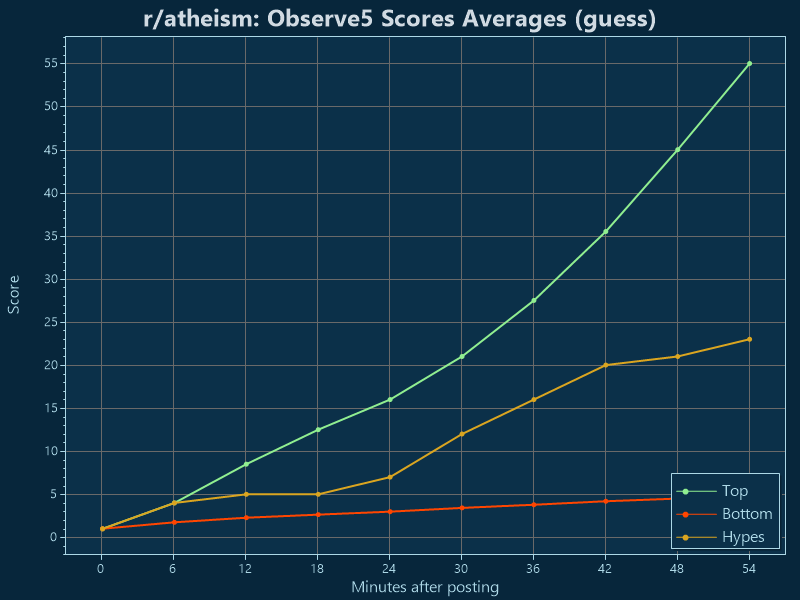 r/atheism: Observe5 Scores Averages (guess)
55
50
45
40
35
30
25
20
15
10
5
0
Score
Top
Bottom
Hypes
0 6 12 18 24 30 36 42 48 54
Minutes after posting